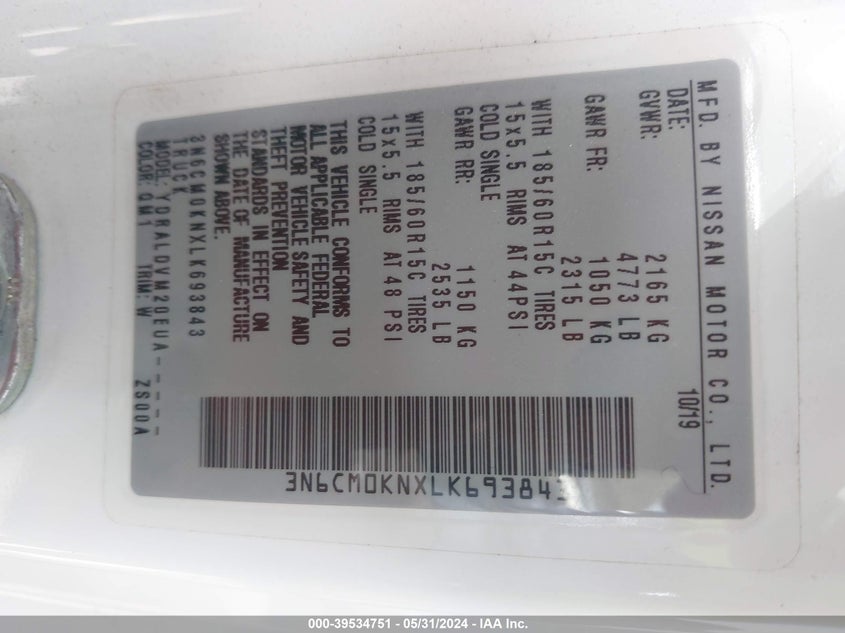 MFD. BY NISSAN MOTOR CO., LTD.
DATE: 10/19
GVWR: 2165 KG
4773 LB
GAWR FR: 1050 KG
2315 LB
WITH 185/60R15C TIRES
15x5.5 RIMS AT 44PSI
COLD SINGLE
GAWR RR: 1150 KG
2535 LB
WITH 185/60R15C TIRES
15x5.5 RIMS AT 48 PSI
COLD SINGLE
THIS VEHICLE CONFORMS TO
ALL APPLICABLE FEDERAL
MOTOR VEHICLE SAFETY AND
THEFT PREVENTION
STANDARDS IN EFFECT ON
THE DATE OF MANUFACTURE
SHOWN ABOVE.
3N6CM0KNXLK693843
TRUCK
MODEL: YDRALDVM20EUA-----
COLOR: QM1 TRIM: W ZS00A
3N6CM0KNXLK693843
000-39534751 - 05/31/2024 - IAA Inc.